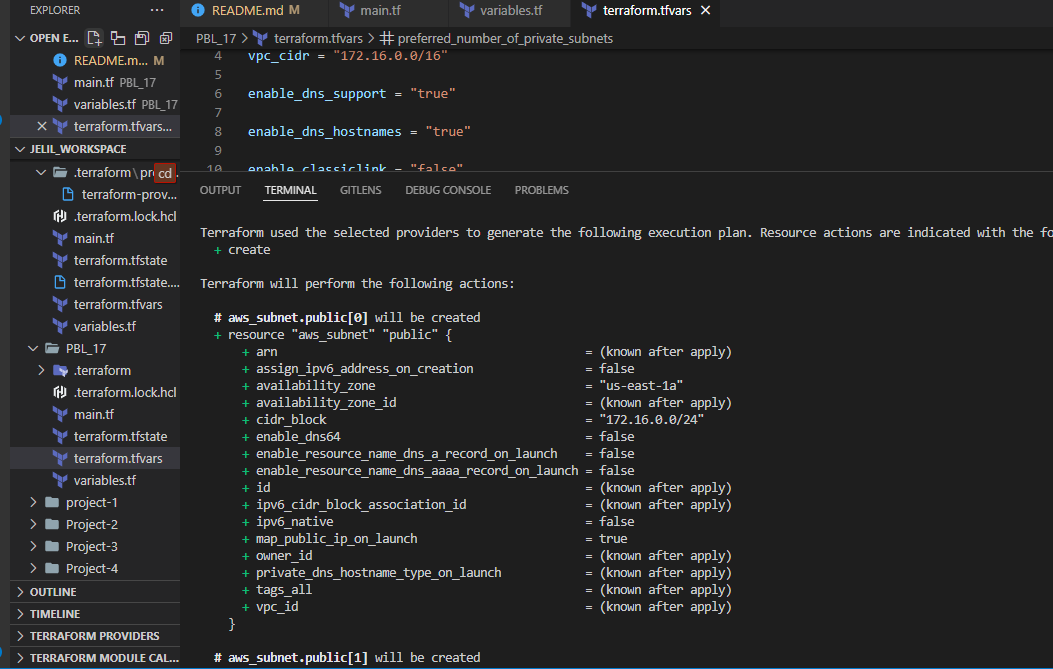 EXPLORER ...
OPEN E...
README.m... M
main.tf PBL_17
variables.tf PBL_17
terraform.tfvars...
JELIL_WORKSPACE
.terraform\pr cd .
terraform-prov...
.terraform.lock.hcl
main.tf
terraform.tfstate
terraform.tfstate....
terraform.tfvars
variables.tf
PBL_17
.terraform
.terraform.lock.hcl
main.tf
terraform.tfstate
terraform.tfvars
variables.tf
project-1
Project-2
Project-3
Project-4
OUTLINE
TIMELINE
TERRAFORM PROVIDERS
TERRAFORM MODULE CAL...
README.md M main.tf variables.tf terraform.tfvars
PBL_17 > terraform.tfvars > preferred_number_of_private_subnets
4 vpc_cidr = "172.16.0.0/16"
5
6 enable_dns_support = "true"
7
8 enable_dns_hostnames = "true"
9
10 enable_classiclink = "false"
OUTPUT TERMINAL GITLENS DEBUG CONSOLE PROBLEMS
Terraform used the selected providers to generate the following execution plan. Resource actions are indicated with the fo
+ create
Terraform will perform the following actions:
# aws_subnet.public[0] will be created
+ resource "aws_subnet" "public" {
+ arn = (known after apply)
+ assign_ipv6_address_on_creation = false
+ availability_zone = "us-east-1a"
+ availability_zone_id = (known after apply)
+ cidr_block = "172.16.0.0/24"
+ enable_dns64 = false
+ enable_resource_name_dns_a_record_on_launch = false
+ enable_resource_name_dns_aaaa_record_on_launch = false
+ id = (known after apply)
+ ipv6_cidr_block_association_id = (known after apply)
+ ipv6_native = false
+ map_public_ip_on_launch = true
+ owner_id = (known after apply)
+ private_dns_hostname_type_on_launch = (known after apply)
+ tags_all = (known after apply)
+ vpc_id = (known after apply)
}
# aws_subnet.public[1] will be created